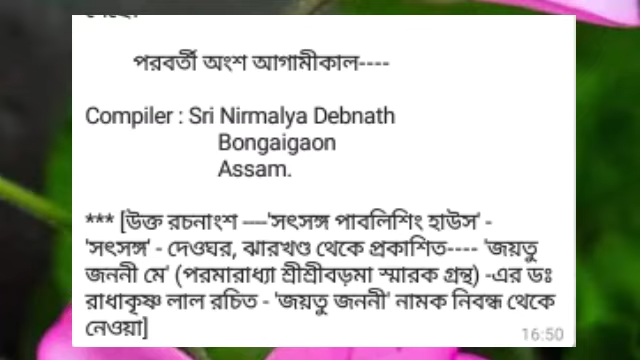 পরবর্তী অংশ আগামীকাল----
Compiler : Sri Nirmalya Debnath
Bongaigaon
Assam.
*** [উক্ত রচনাংশ —-'সৎসঙ্গ পাবলিশিং হাউস' -
'সৎসঙ্গ' - দেওঘর, ঝারখণ্ড থেকে প্রকাশিত---- 'জয়তু
জননী মে' (পরমারাধ্যা শ্রীশ্রীবড়মা স্মারক গ্রন্থ) -এর ডঃ
রাধাকৃষ্ণ লাল রচিত - 'জয়তু জননী' নামক নিবন্ধ থেকে
নেওয়া]
16:50